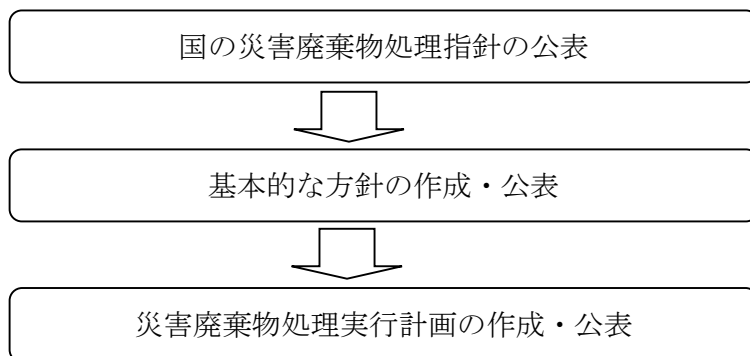 国の災害廃棄物処理指針の公表
基本的な方針の作成・公表
災害廃棄物処理実行計画の作成・公表